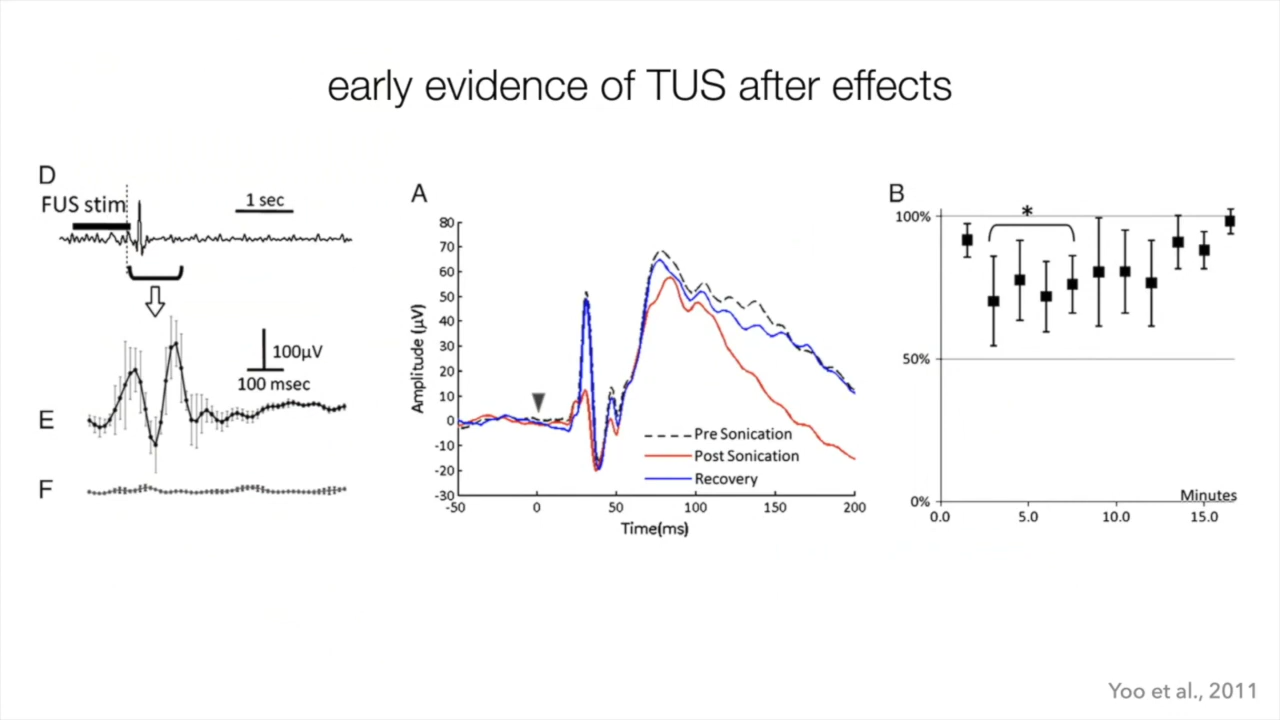 early evidence of TUS after effects
D
FUS stim
1 sec
100µV
100 msec
E
F
A
80
70
60
50
40
30
20
10
0
-10
-20
-30
Amplitude (µV)
-50
0
50
100
150
200
Time(ms)
Pre Sonication
Post Sonication
Recovery
B
100%
50%
0%
*
Minutes
0.0
5.0
10.0
15.0
Yoo et al., 2011